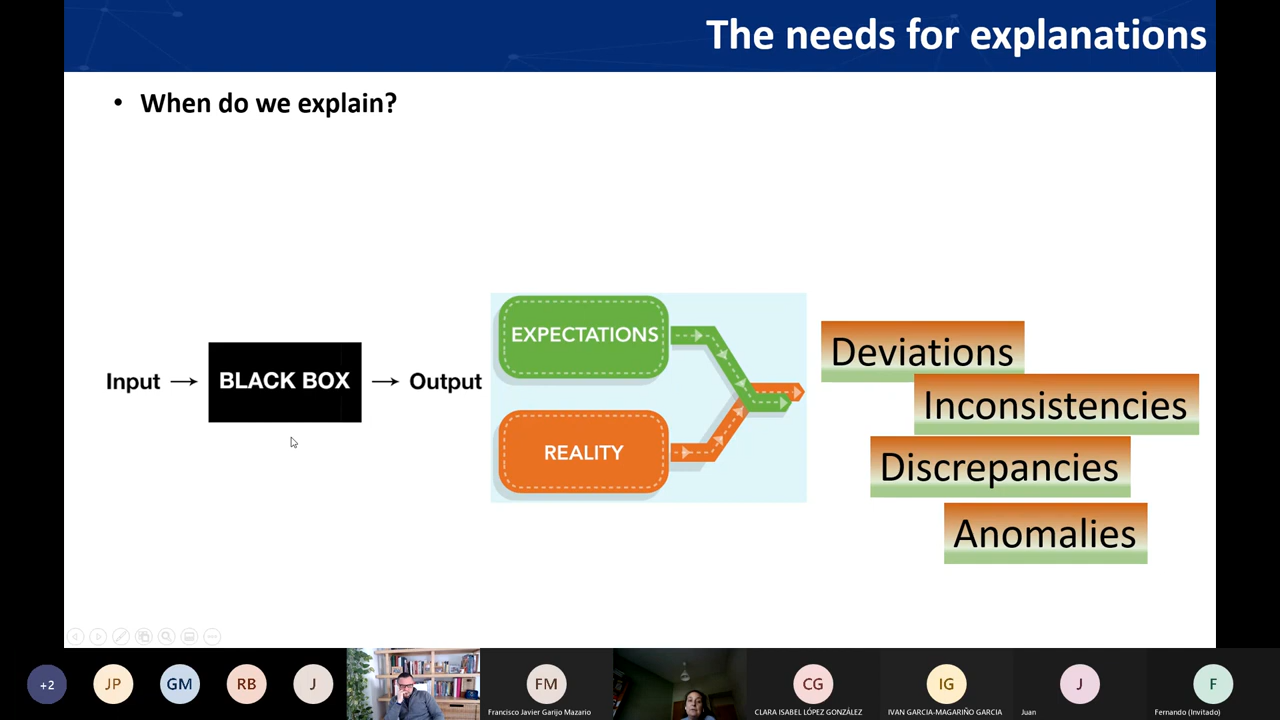 The needs for explanations
• When do we explain?
Input → BLACK BOX → Output
EXPECTATIONS
REALITY
Deviations
Inconsistencies
Discrepancies
Anomalies
+2
JP
GM
RB
J
FM
Francisco Javier Garijo Mazario
CG
CLARA ISABEL LÓPEZ GONZÁLEZ
IG
IVAN GARCIA-MAGARIÑO GARCIA
J
Juan
F
Fernando (Invitado)